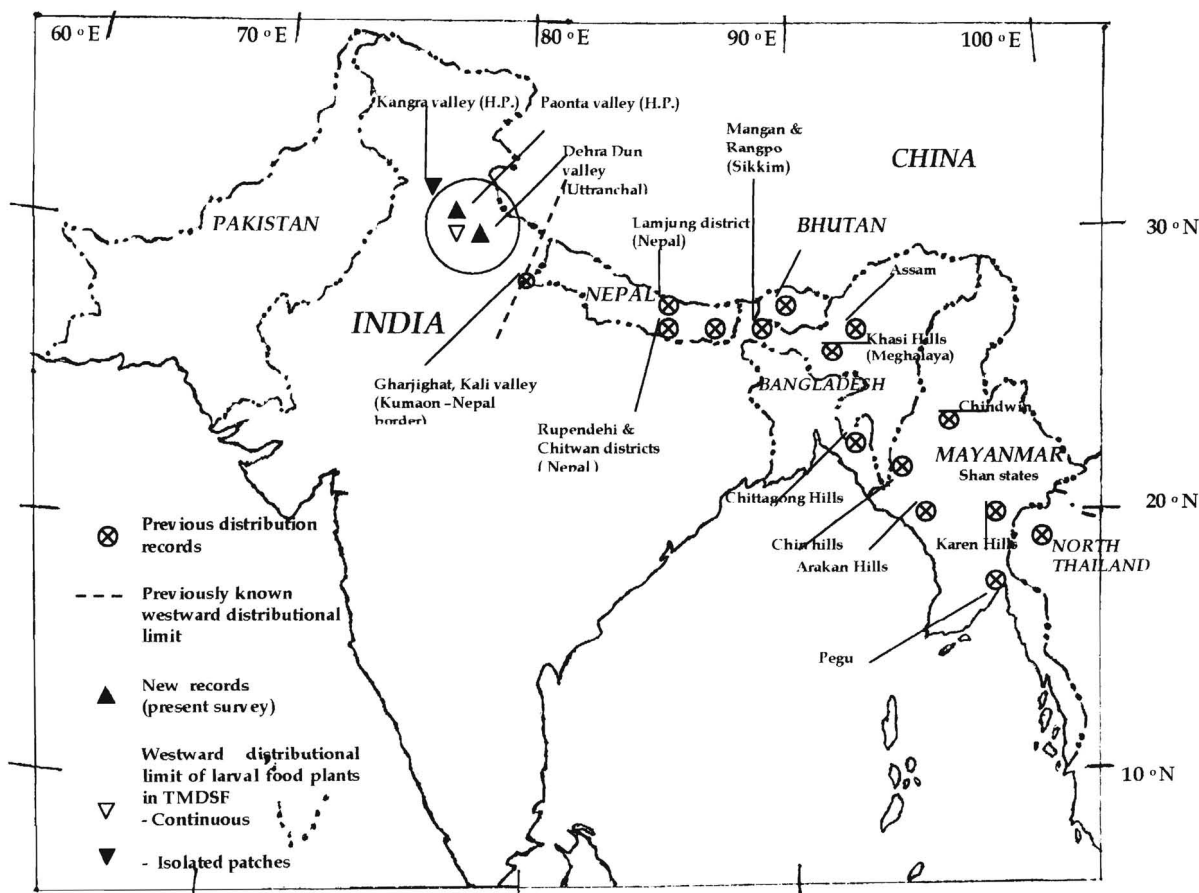 60 °E
70 °E
80 °E
90 °E
100 °E
Kangra valley (H.P.)
Paonta valley (H.P.)
Dehra Dun
valley
(Uttranchal)
Mangan &
Rangpo
(Sikkim)
CHINA
PAKISTAN
Lamjung district
(Nepal)
BHUTAN
30 °N
Assam
NEPAL
INDIA
Khasi Hills
(Meghalaya)
BANGLADESH
Gharjighat, Kali valley
(Kumaon -Nepal
border)
Rupendehi &
Chitwan districts
( Nepal )
Chindwin
MAYANMAR
Shan states
Chittagong Hills
20 °N
Chin hills
Arakan Hills
Karen Hills
NORTH
THAILAND
Pegu
10 °N
Previous distribution
records
Previously known
westward distributional
limit
New records
(present survey)
Westward distributional
limit of larval food plants
in TMDSF
- Continuous
- Isolated patches